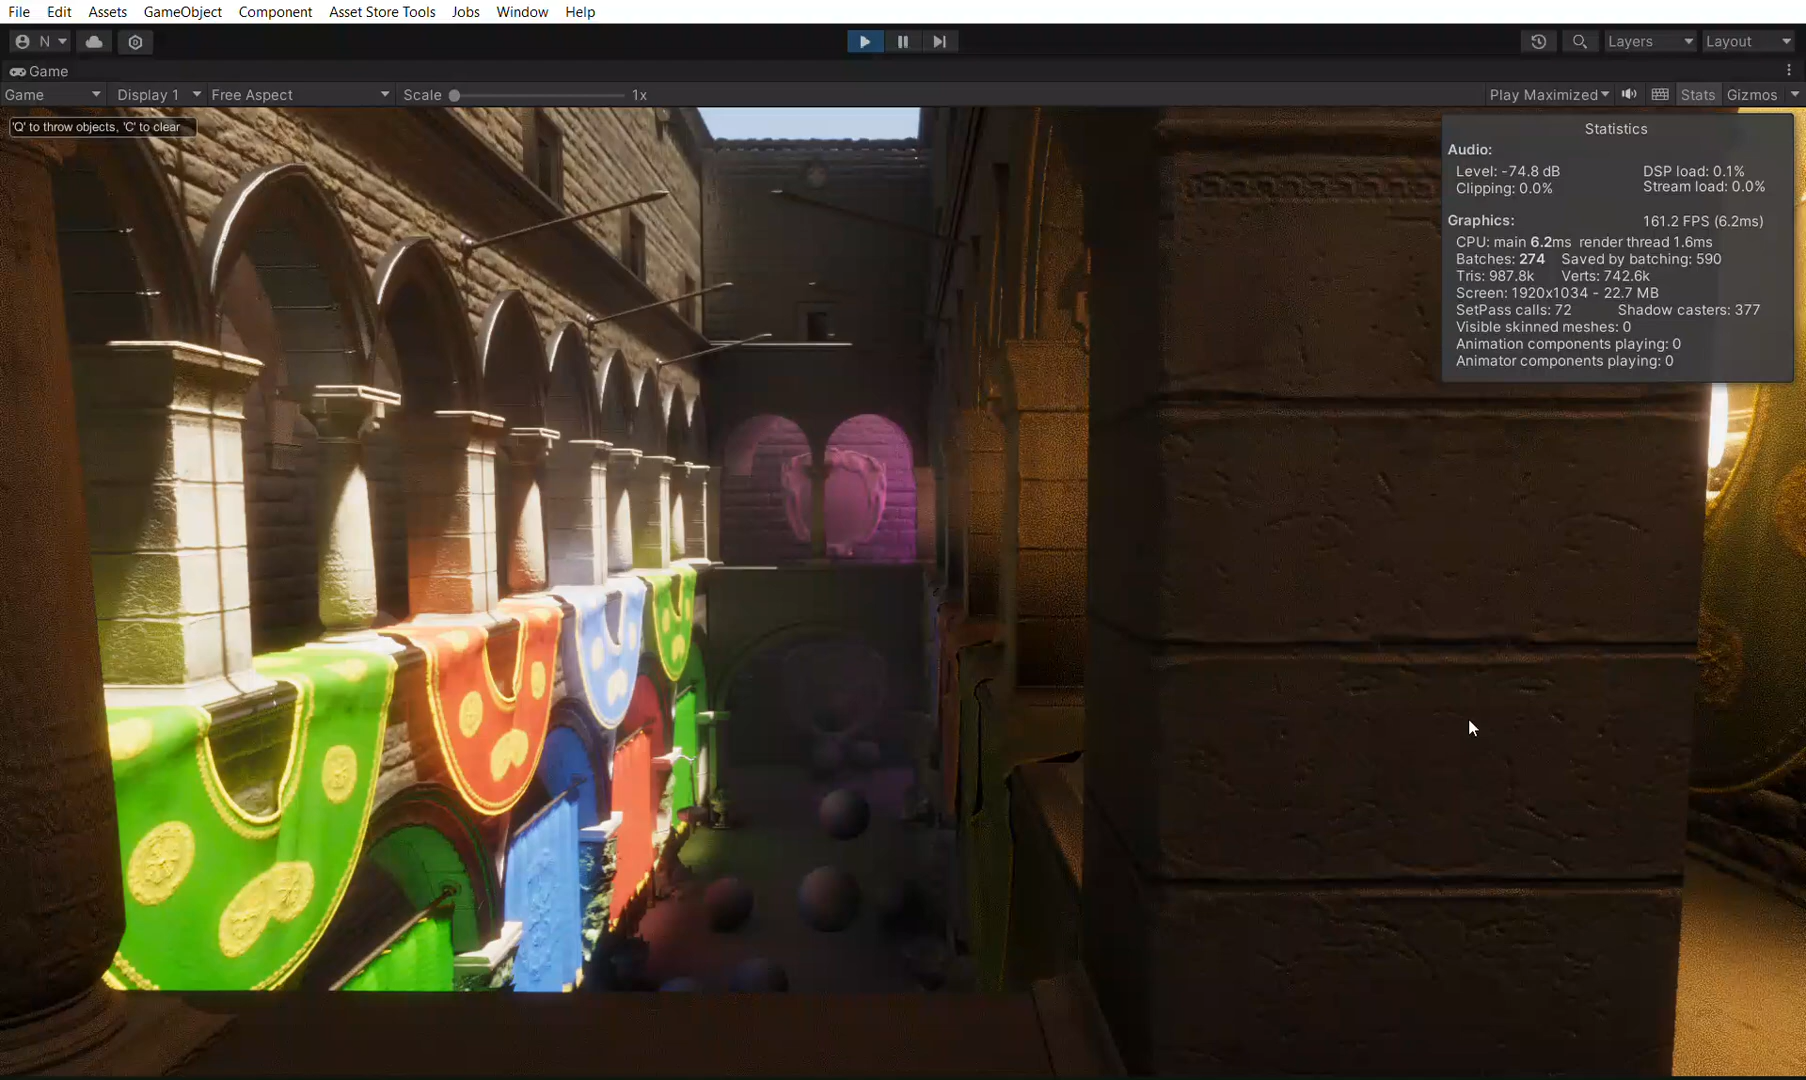 File Edit Assets GameObject Component Asset Store Tools Jobs Window Help
N Layers Layout
Game
Game Display 1 Free Aspect Scale 1x Play Maximized Stats Gizmos
'Q' to throw objects, 'C' to clear
Statistics
Audio:
Level: -74.8 dB DSP load: 0.1%
Clipping: 0.0% Stream load: 0.0%
Graphics: 161.2 FPS (6.2ms)
CPU: main 6.2ms render thread 1.6ms
Batches: 274 Saved by batching: 590
Tris: 987.8k Verts: 742.6k
Screen: 1920x1034 - 22.7 MB
SetPass calls: 72 Shadow casters: 377
Visible skinned meshes: 0
Animation components playing: 0
Animator components playing: 0